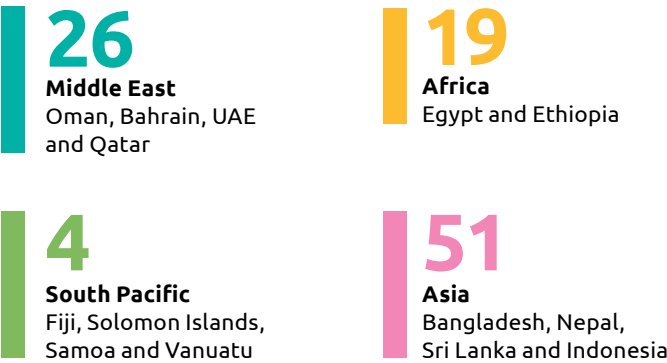 26
Middle East
Oman, Bahrain, UAE
and Qatar
19
Africa
Egypt and Ethiopia
4
South Pacific
Fiji, Solomon Islands,
Samoa and Vanuatu
51
Asia
Bangladesh, Nepal,
Sri Lanka and Indonesia